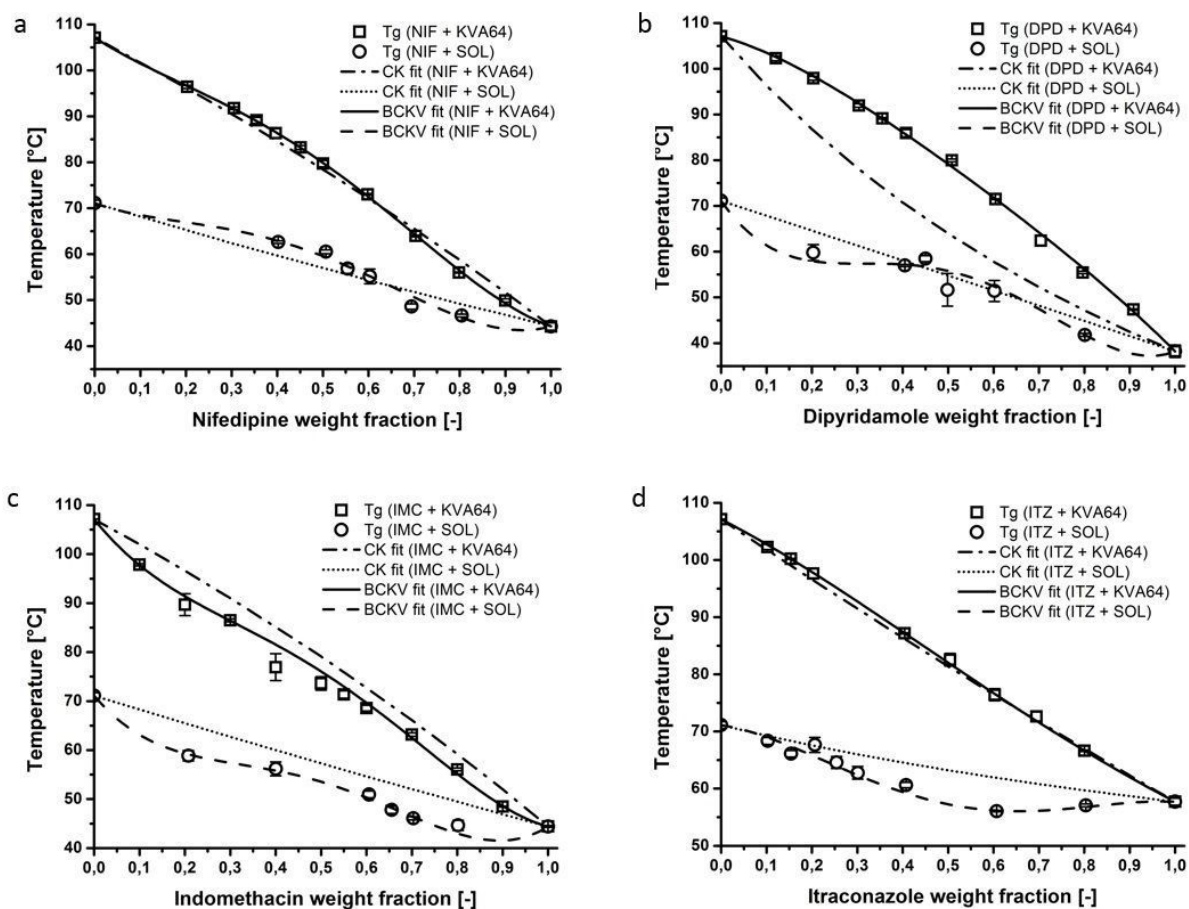 a
Tg (NIF + KVA64)
Tg (NIF + SOL)
CK fit (NIF + KVA64)
CK fit (NIF + SOL)
BCKV fit (NIF + KVA64)
BCKV fit (NIF + SOL)
110
100
90
80
70
60
50
40
Temperature [°C]
0,0 0,1 0,2 0,3 0,4 0,5 0,6 0,7 0,8 0,9 1,0
Nifedipine weight fraction [-]
b
Tg (DPD + KVA64)
Tg (DPD + SOL)
CK fit (DPD + KVA64)
CK fit (DPD + SOL)
BCKV fit (DPD + KVA64)
BCKV fit (DPD + SOL)
110
100
90
80
70
60
50
40
Temperature [°C]
0,0 0,1 0,2 0,3 0,4 0,5 0,6 0,7 0,8 0,9 1,0
Dipyridamole weight fraction [-]
c
Tg (IMC + KVA64)
Tg (IMC + SOL)
CK fit (IMC + KVA64)
CK fit (IMC + SOL)
BCKV fit (IMC + KVA64)
BCKV fit (IMC + SOL)
110
100
90
80
70
60
50
40
Temperature [°C]
0,0 0,1 0,2 0,3 0,4 0,5 0,6 0,7 0,8 0,9 1,0
Indomethacin weight fraction [-]
d
Tg (ITZ + KVA64)
Tg (ITZ + SOL)
CK fit (ITZ + KVA64)
CK fit (ITZ + SOL)
BCKV fit (ITZ + KVA64)
BCKV fit (ITZ + SOL)
110
100
90
80
70
60
50
Temperature [°C]
0,0 0,1 0,2 0,3 0,4 0,5 0,6 0,7 0,8 0,9 1,0
Itraconazole weight fraction [-]